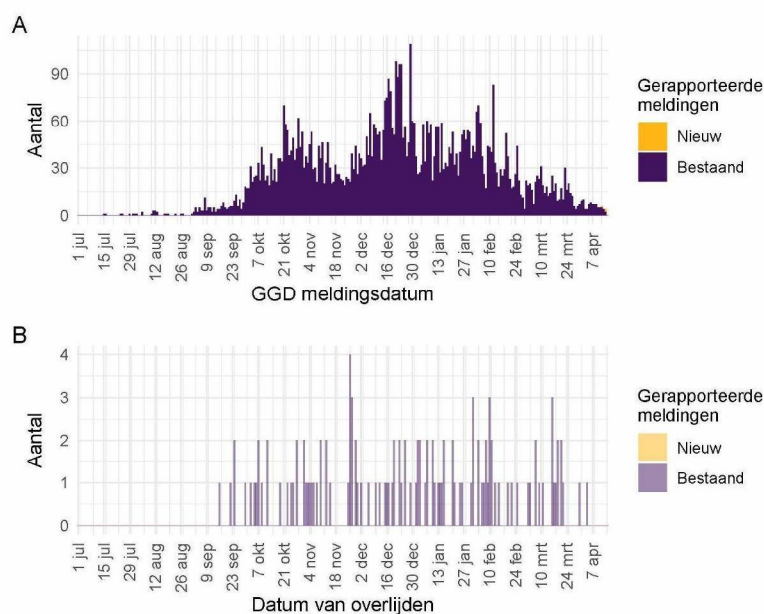 A
Aantal
90
60
30
0
1 jul
15 jul
29 jul
12 aug
26 aug
9 sep
23 sep
7 okt
21 okt
4 nov
18 nov
2 dec
16 dec
30 dec
13 jan
27 jan
10 feb
24 feb
10 mrt
24 mrt
7 apr
GGD meldingsdatum
Gerapporteerde
meldingen
Nieuw
Bestaand
B
Aantal
4
3
2
1
0
1 jul
15 jul
29 jul
12 aug
26 aug
9 sep
23 sep
7 okt
21 okt
4 nov
18 nov
2 dec
16 dec
30 dec
13 jan
27 jan
10 feb
24 feb
10 mrt
24 mrt
7 apr
Datum van overlijden
Gerapporteerde
meldingen
Nieuw
Bestaand